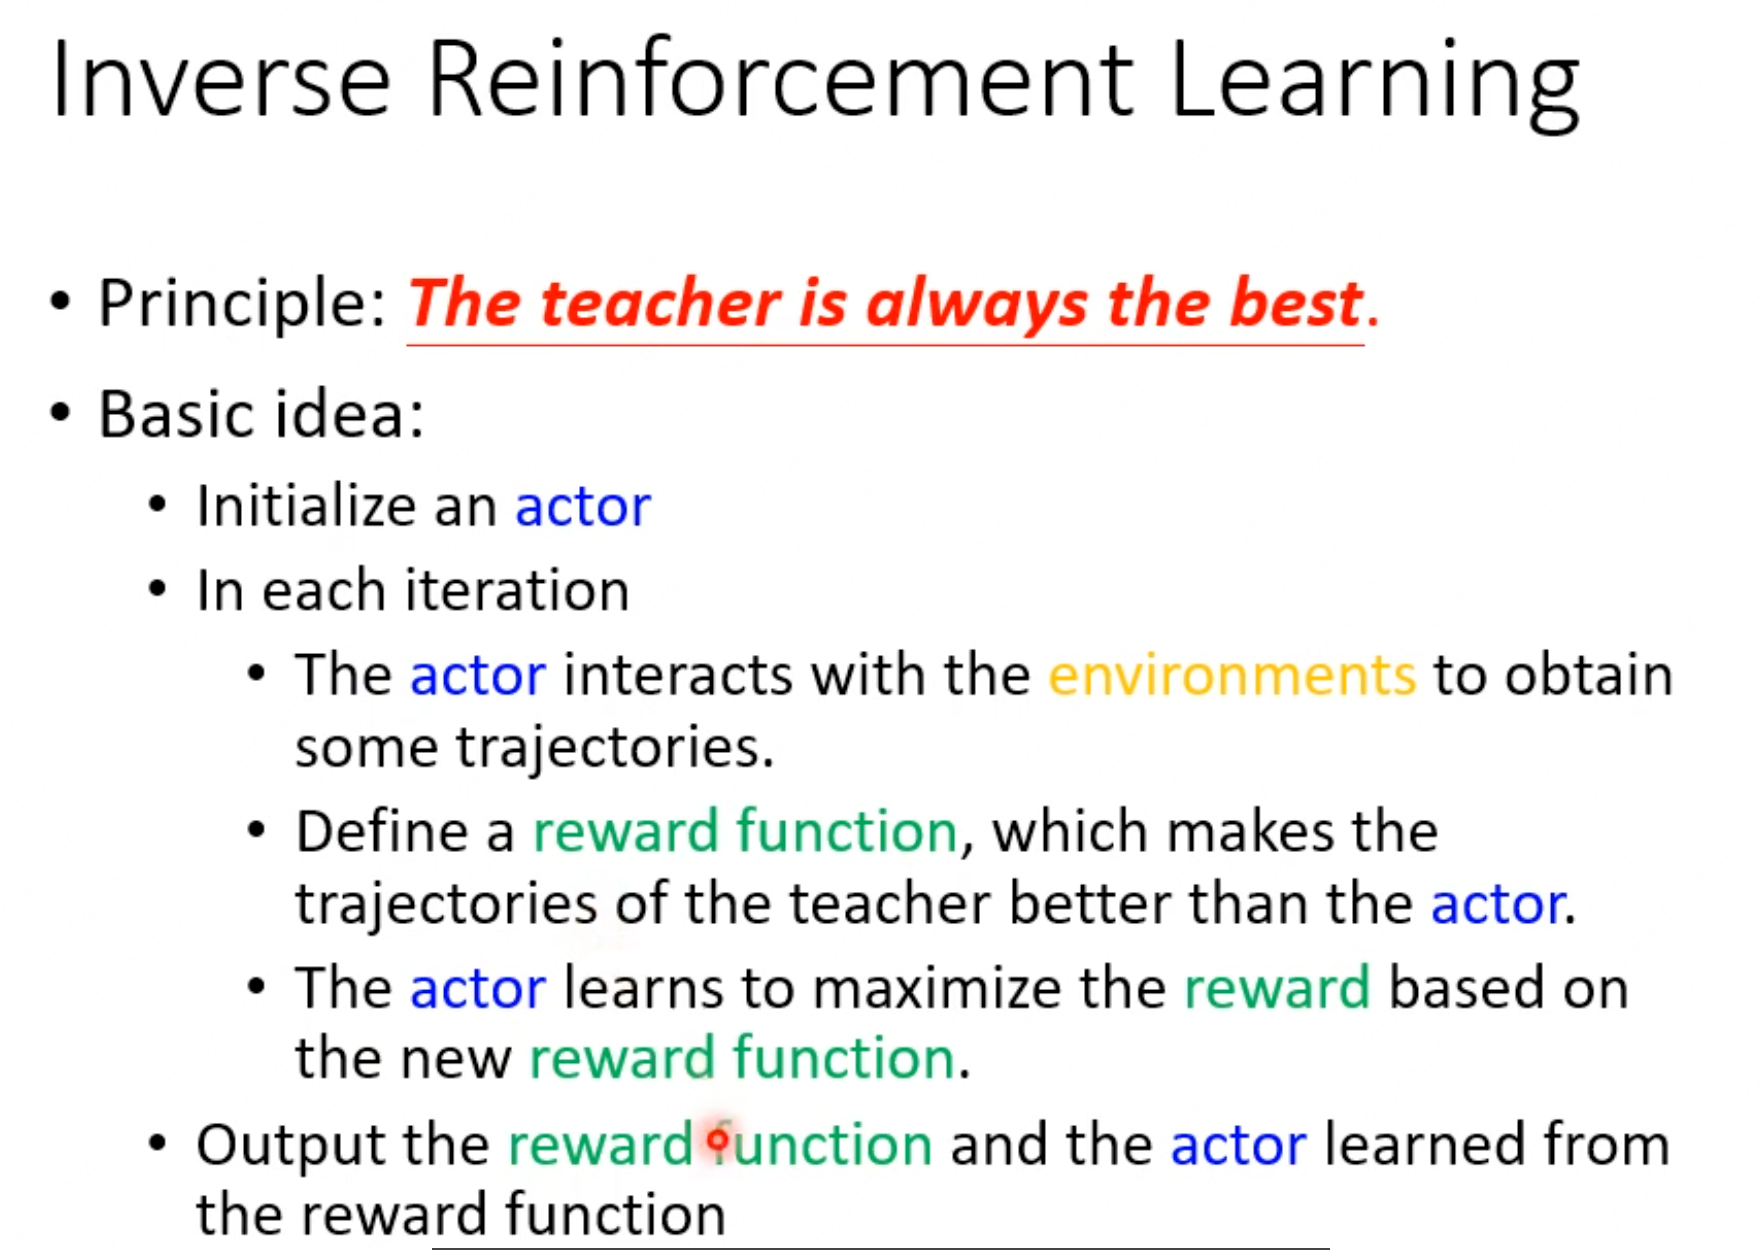 Inverse Reinforcement Learning
• Principle: The teacher is always the best.
• Basic idea:
• Initialize an actor
• In each iteration
• The actor interacts with the environments to obtain
some trajectories.
• Define a reward function, which makes the
trajectories of the teacher better than the actor.
• The actor learns to maximize the reward based on
the new reward function.
• Output the reward function and the actor learned from
the reward function